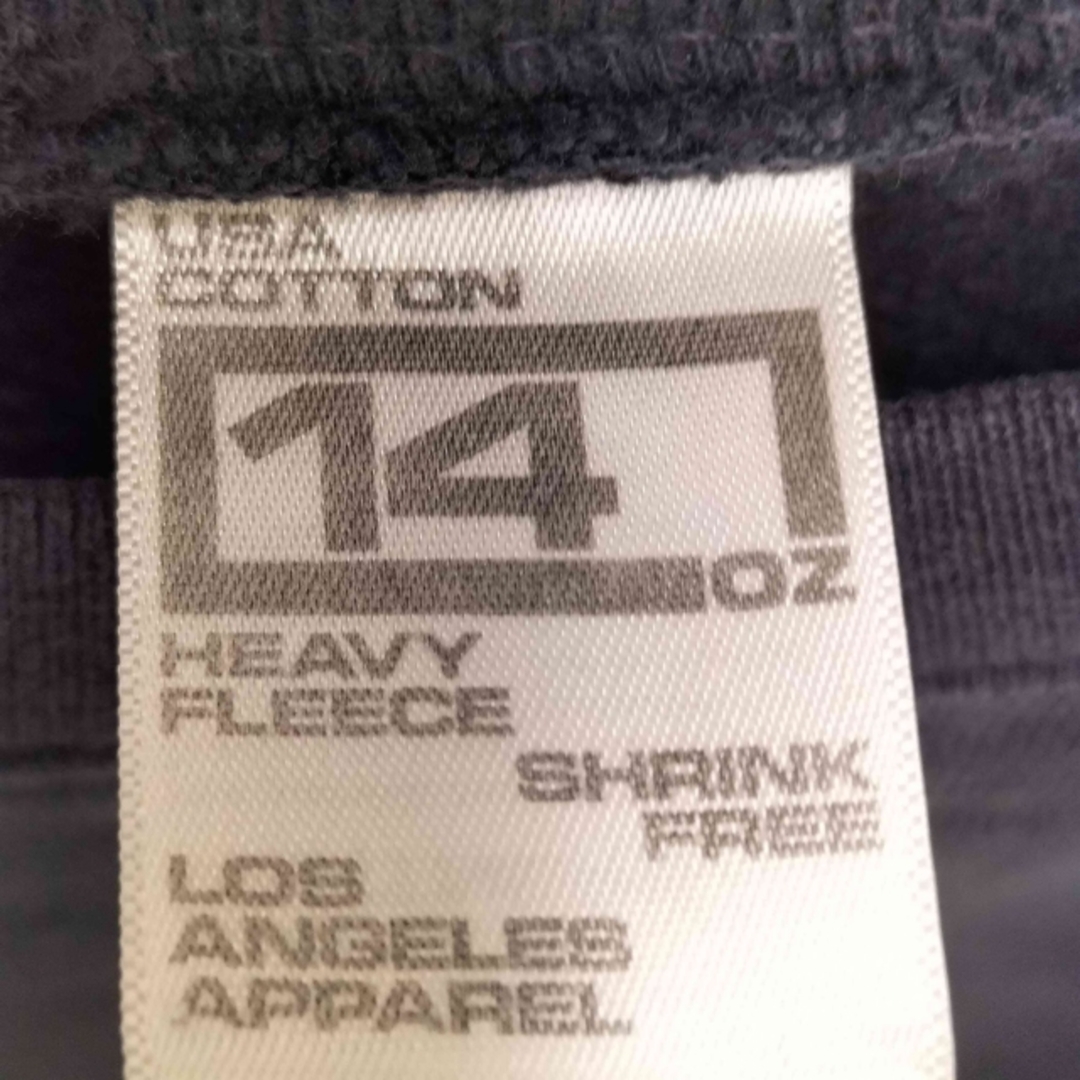 USA
COTTON
14
OZ
HEAVY
FLEECE
SHRINK
FREE
LOS
ANGELES
APPAREL